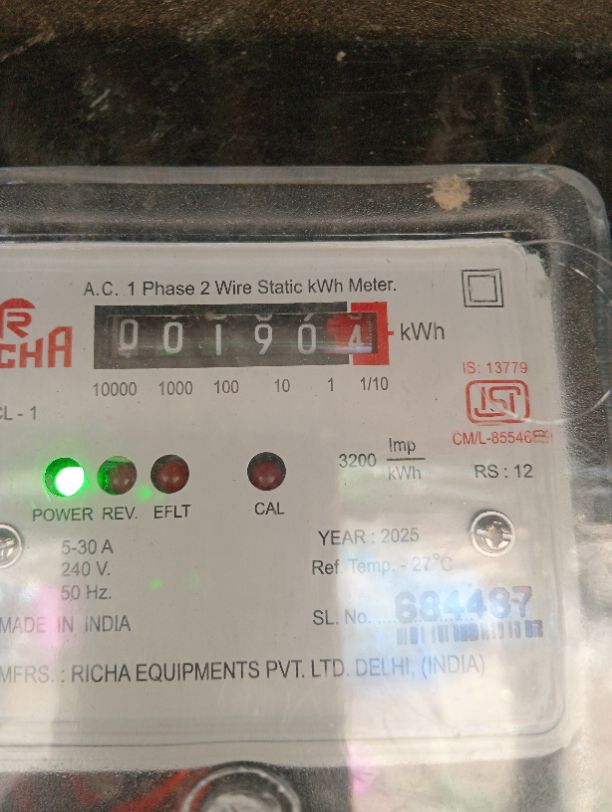 A.C. 1 Phase 2 Wire Static kWh Meter.
R
CHA
001904 kWh
10000 1000 100 10 1 1/10
IS: 13779
CL - 1
3200 Imp/kWh
RS : 12
POWER REV. EFLT CAL
5-30 A
240 V.
50 Hz.
YEAR : 2025
Ref. Temp. - 27°C
SL. No. ...684487
MADE IN INDIA
MFRS. : RICHA EQUIPMENTS PVT. LTD. DELHI, (INDIA)